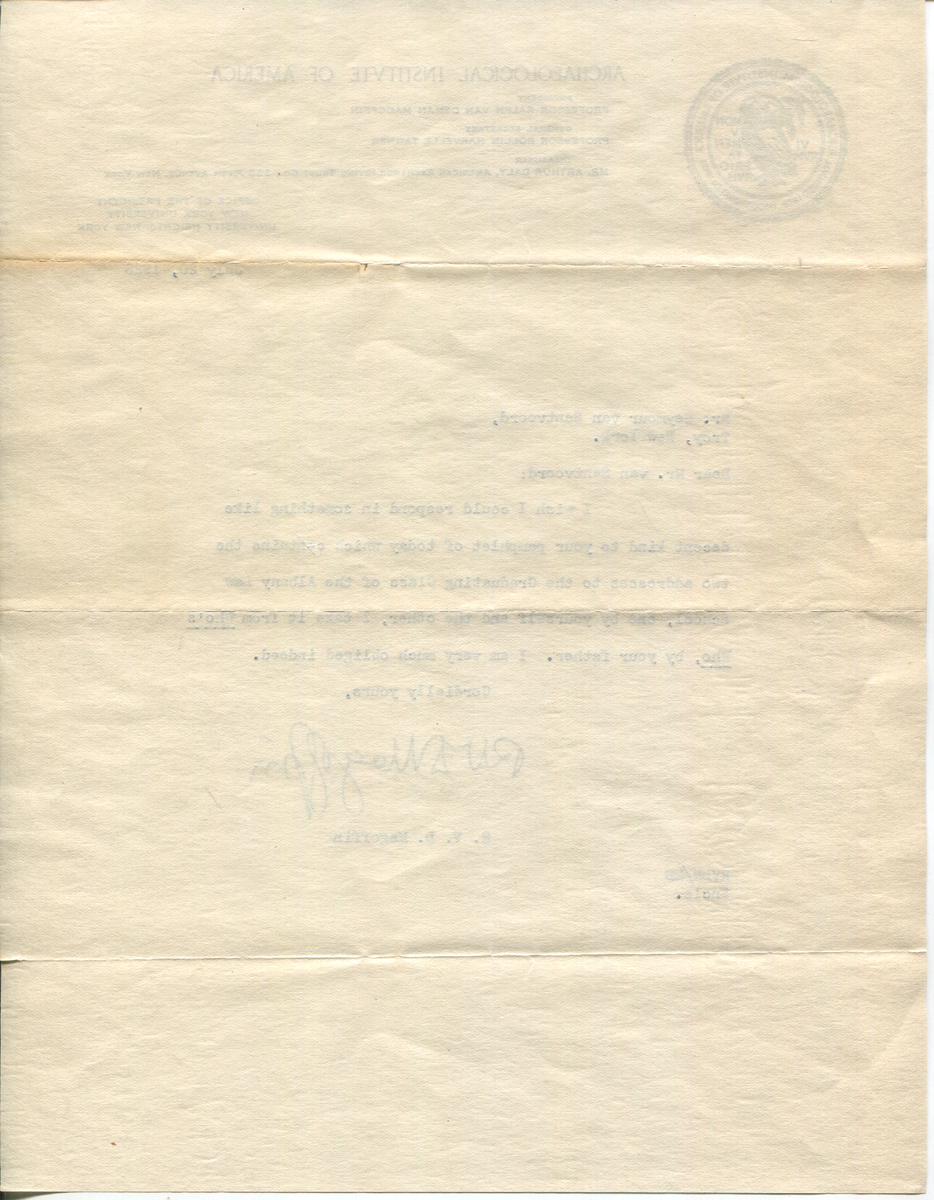 ARCHAEOLOGICAL INSTITVTE OF AMERICA
PRESIDENT
PROFESSOR RALPH VAN DEMAN MAGOFFIN
GENERAL SECRETARY
PROFESSOR ROLLIN HARVELLE TANNER
TREASURER
MR. ARTHUR DALY, AMERICAN EXCHANGE IRVING TRUST CO. FIFTH AVENUE, NEW YORK
OFFICE OF THE PRESIDENT
NEW YORK UNIVERSITY
UNIVERSITY HEIGHTS, NEW YORK
July
Mr. Seymour van Santvoord,
Troy, New York.
Dear Mr. van Santvoord:
I wish I could respond in something like
decent kind to your pamphlet of today which contains the
two addresses to the Graduating Class of the Albany Law
School, one by yourself and the other, I take it from Who's
Who, by your father. I am very much obliged indeed.
Cordially yours,
R V D Magoffin
R. V. D. Magoffin
Encls.